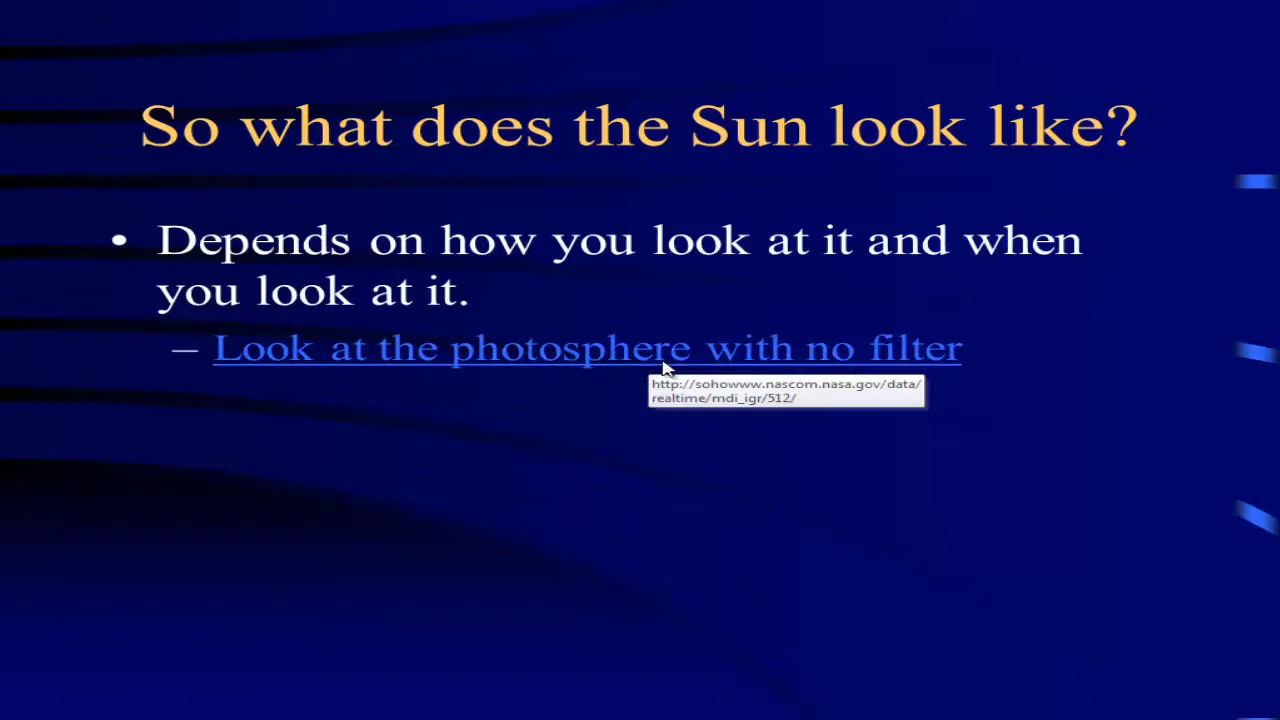 So what does the Sun look like?
• Depends on how you look at it and when
you look at it.
– Look at the photosphere with no filter
http://sohowww.nascom.nasa.gov/data/
realtime/mdi_igr/512/